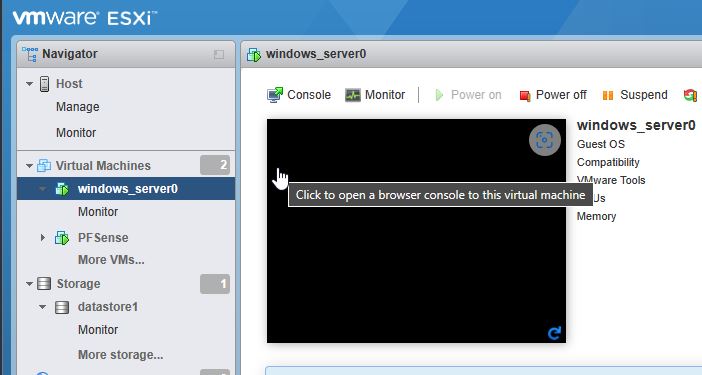 vmware® ESXi™
Navigator
windows_server0
Host
Manage
Monitor
Console
Monitor
Power on
Power off
Suspend
Virtual Machines
2
windows_server0
Monitor
PFSense
More VMs...
Storage
1
datastore1
Monitor
More storage...
windows_server0
Guest OS
Compatibility
VMware Tools
Us
Memory
Click to open a browser console to this virtual machine